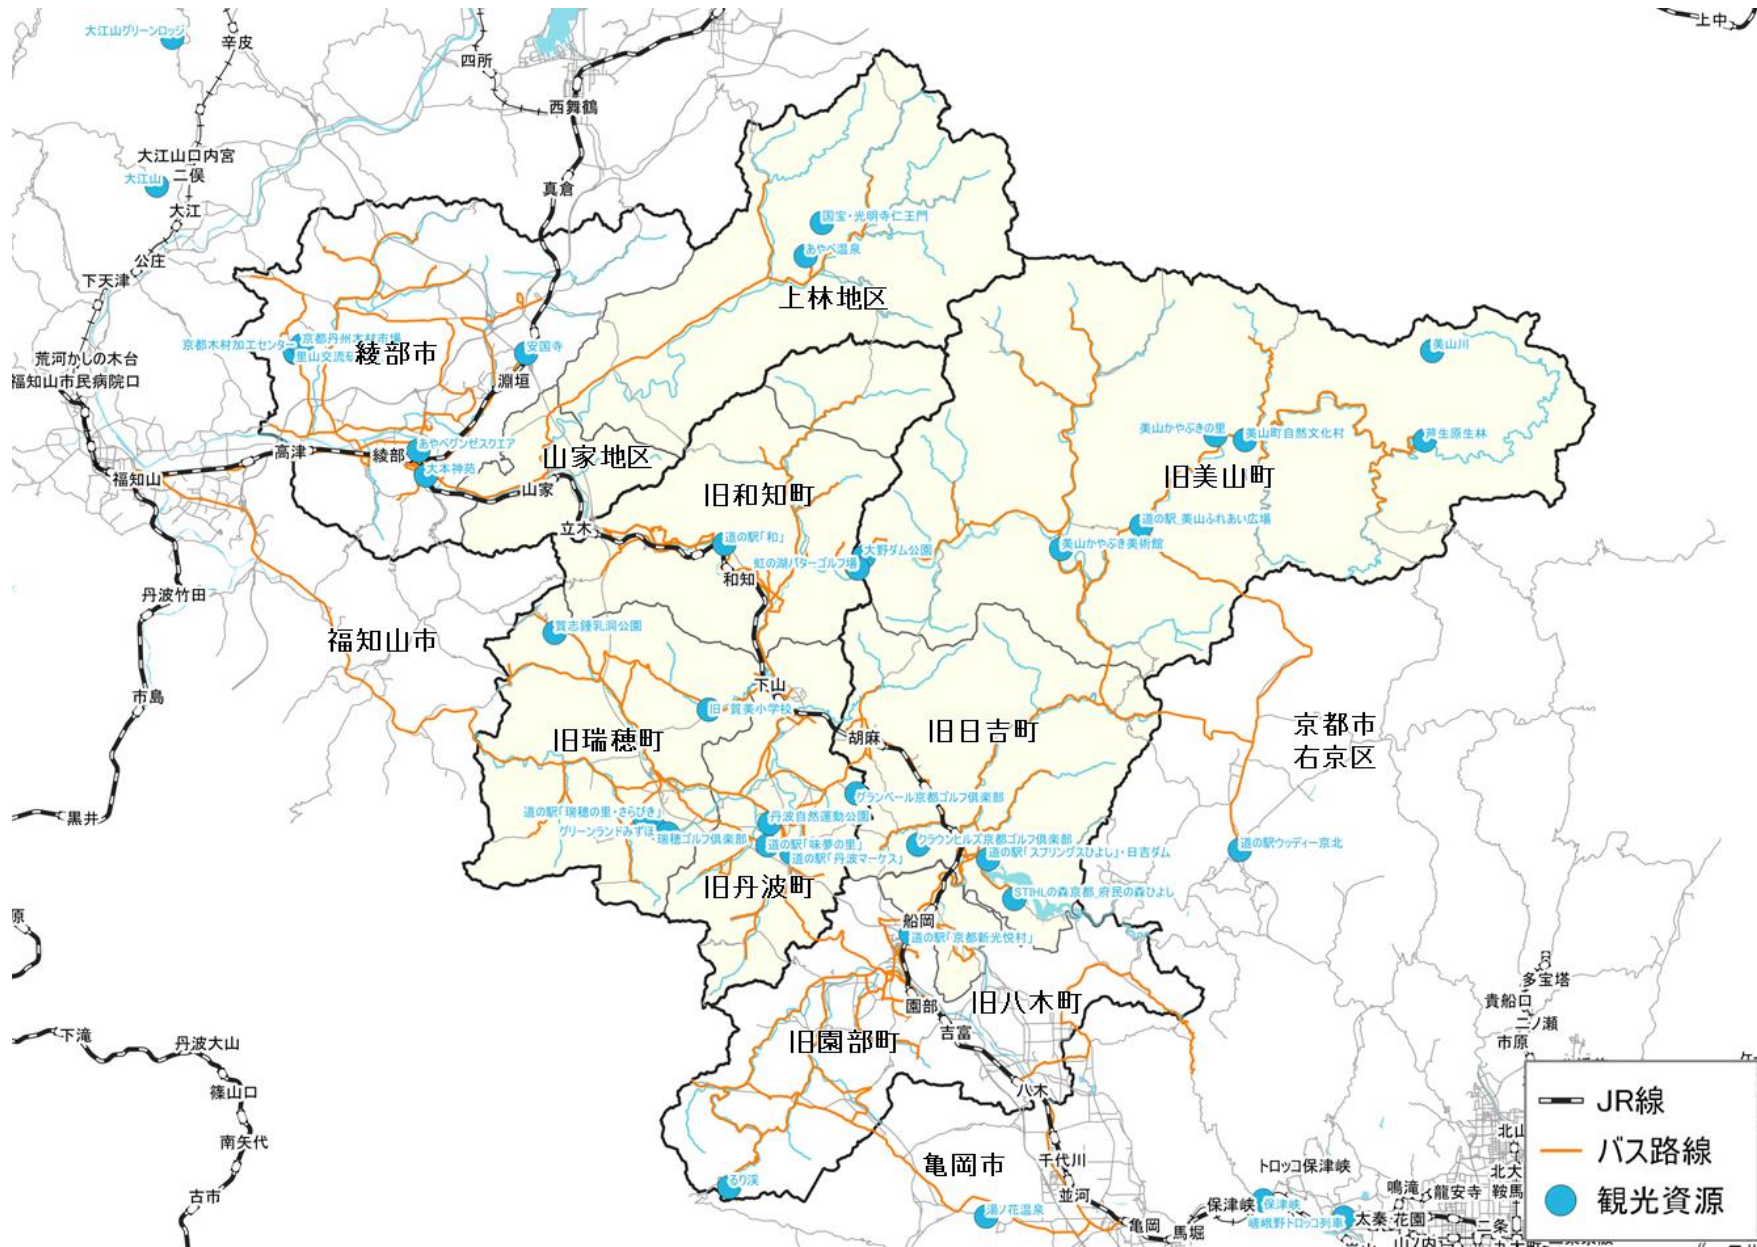 大江山グリーンロッジ
辛皮
四所
上中
西舞鶴
大江山口内宮
二俣
大江山
大江
真倉
国宝・光明寺仁王門
あやべ温泉
公庄
下天津
上林地区
京都木材加工センター
京都丹州木材市場
里山交流研
綾部市
安国寺
美山川
荒河かしの木台
福知山市民病院口
淵垣
美山かやぶきの里
美山町自然文化村
芦生原生林
高津
綾部
あやべグンゼスクエア
大本神苑
山家地区
福知山
山家
旧和知町
旧美山町
立木
道の駅「和」
道の駅 美山ふれあい広場
美山かやぶき美術館
大野ダム公園
虹の湖パターゴルフ場
和知
丹波竹田
福知山市
質志鍾乳洞公園
下山
市島
旧・質美小学校
旧瑞穂町
胡麻
旧日吉町
京都市
右京区
黒井
グランベール京都ゴルフ倶楽部
道の駅「瑞穂の里・さらびき」
丹波自然運動公園
グリーンランドみずほ
瑞穂ゴルフ倶楽部
道の駅「味夢の里」
道の駅「丹波マーケス」
クラウンヒルズ京都ゴルフ倶楽部
道の駅「スプリングスひよし」・日吉ダム
道の駅ウッディー京北
旧丹波町
STIHLの森京都 府民の森ひよし
原
船岡
道の駅「京都新光悦村」
多宝塔
貴船口
二ノ瀬
市原
園部
旧八木町
吉富
旧園部町
下滝
丹波大山
篠山口
南矢代
古市
八木
亀岡市
千代川
並河
るり渓
湯ノ花温泉
亀岡
馬堀
トロッコ保津峡
保津峡
保津峡
嵯峨野トロッコ列車
鳴滝
龍安寺
鞍馬
北山
北大
太秦
花園
二条
山ノ内
JR線
バス路線
観光資源